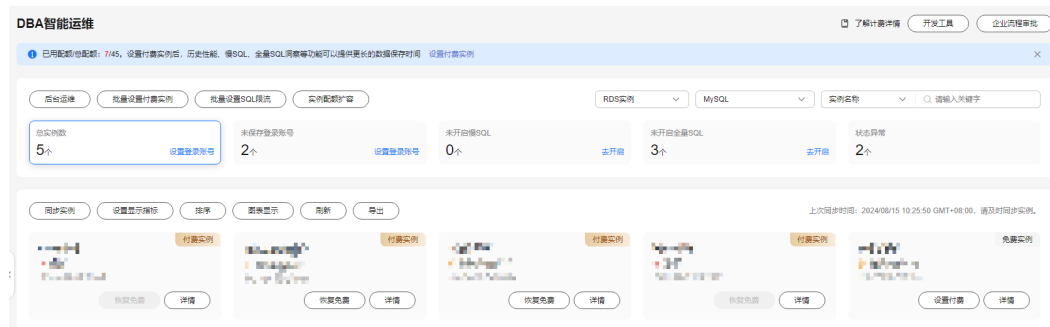 DBA智能运维
了解计费详情 开发工具 企业流程审批
已用配额/总配额：7/45。设置付费实例后，历史性能、慢SQL、全量SQL洞察等功能可以提供更长的数据保存时间 设置付费实例
后台运维 批量设置付费实例 批量设置SQL限流 实例配额扩容 RDS实例 MySQL 实例名称 请输入关键字
总实例数 未保存登录账号 未开启慢SQL 未开启全量SQL 状态异常
5个 设置登录账号 2个 设置登录账号 0个 去开启 3个 去开启 2个
同步实例 设置显示指标 排序 图表显示 刷新 导出 上次同步时间：2024/08/15 10:25:50 GMT+08:00，请及时同步实例。
付费实例 付费实例 付费实例 付费实例 免费实例
恢复免费 详情 恢复免费 详情 恢复免费 详情 恢复免费 详情 设置付费 详情